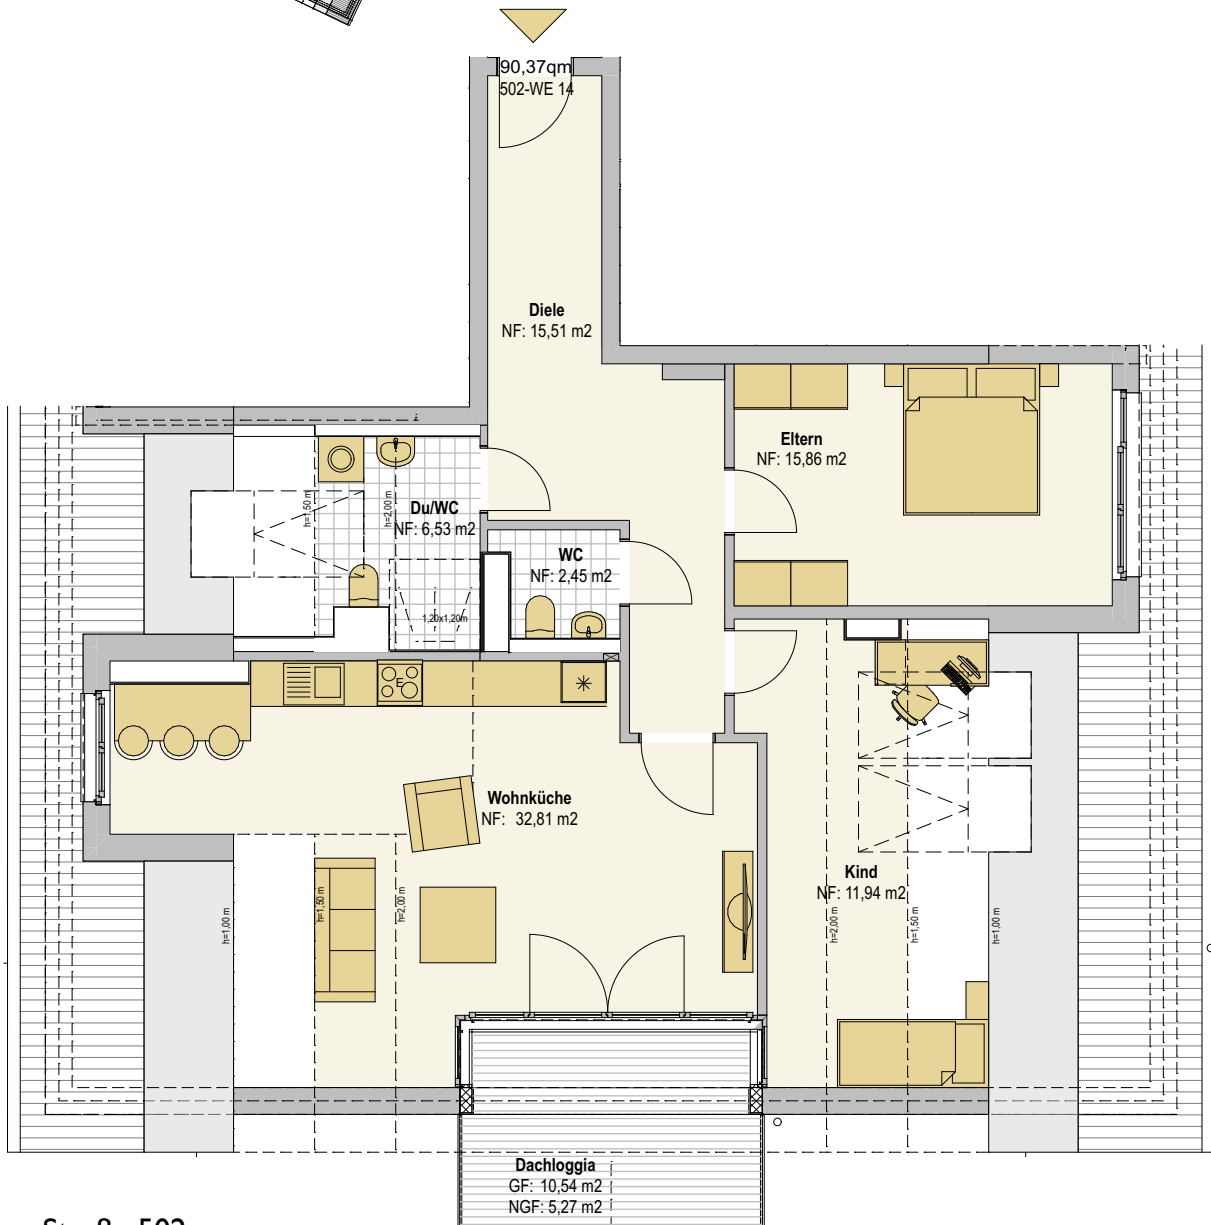 90,37qm
502-WE 14
Diele
NF: 15,51 m2
Eltern
NF: 15,86 m2
Du/WC
NF: 6,53 m2
h=1,50 m
h=2,00 m
1,20x1,20m
WC
NF: 2,45 m2
E
Wohnküche
NF: 32,81 m2
h=1,00 m
h=1,50 m
h=2,00 m
Kind
NF: 11,94 m2
h=2,00 m
h=1,50 m
h=1,00 m
Dachloggia
GF: 10,54 m2
NGF: 5,27 m2
502